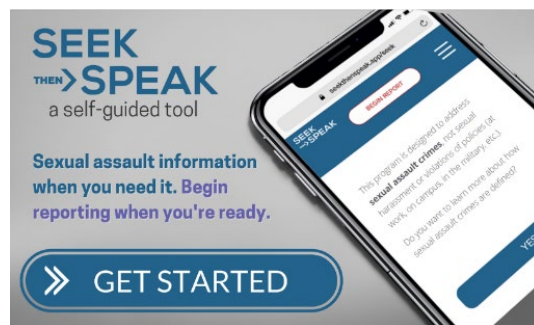 SEEK
THEN SPEAK
a self-guided tool
Sexual assault information
when you need it. Begin
reporting when you're ready.
GET STARTED
seekthenspeak.app/seek
SEEK
SPEAK
BEGIN REPORT
This program is designed to address
sexual assault crimes, not sexual
harassment or violations of policies (at
work, on campus, in the military, etc.).
Do you want to learn more about how
sexual assault crimes are defined?
YES